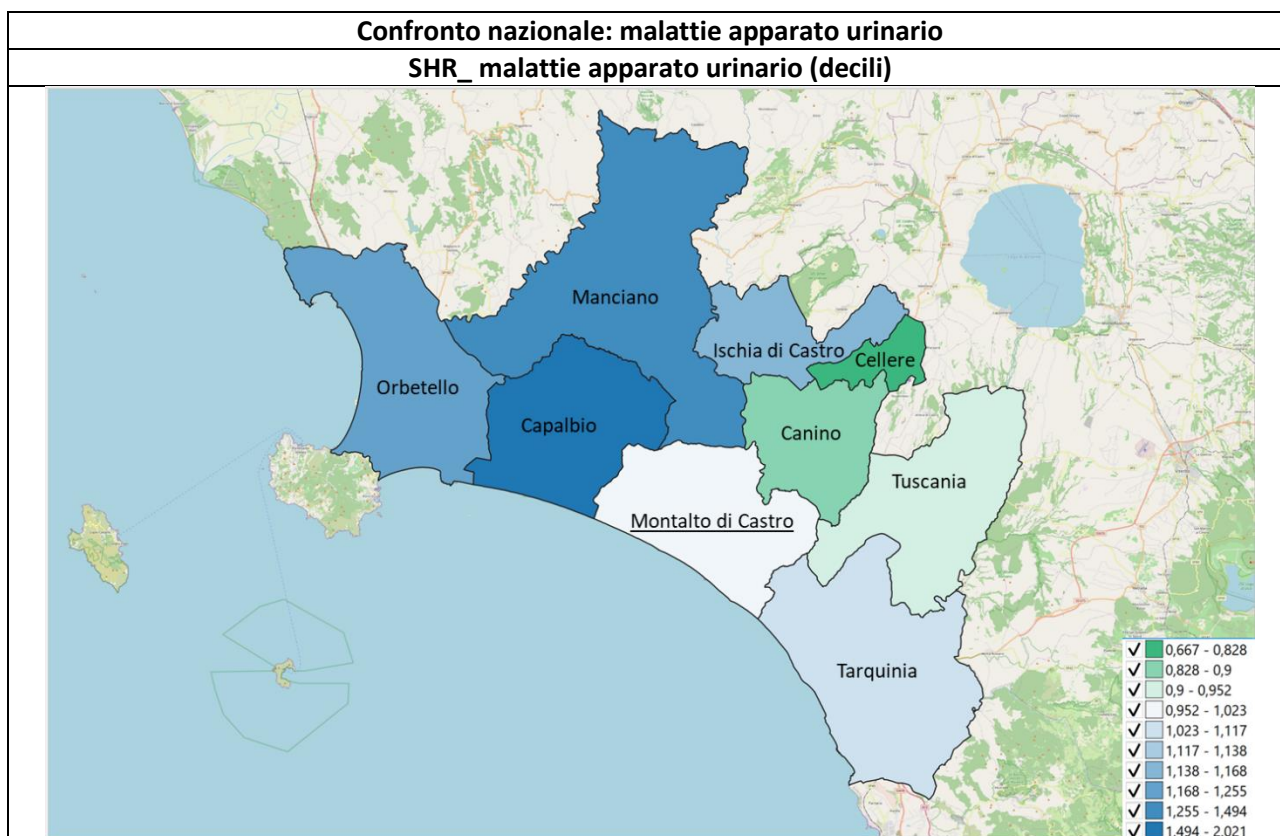 Confronto nazionale: malattie apparato urinario
SHR_ malattie apparato urinario (decili)
Manciano
Ischia di Castro
Cellere
Orbetello
Capalbio
Canino
Tuscania
Montalto di Castro
Tarquinia
0,667 - 0,828
0,828 - 0,9
0,9 - 0,952
0,952 - 1,023
1,023 - 1,117
1,117 - 1,138
1,138 - 1,168
1,168 - 1,255
1,255 - 1,494
1,494 - 2,021